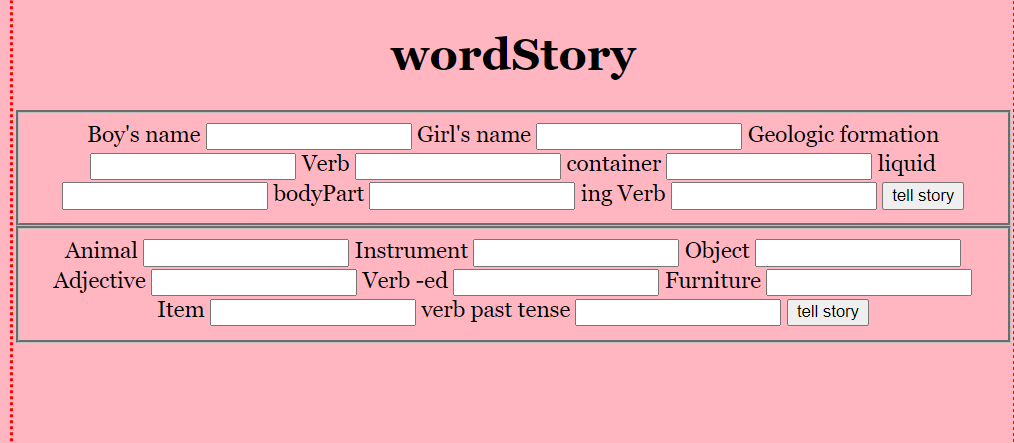 wordStory
Boy's name Girl's name Geologic formation
Verb container liquid
bodyPart ing Verb tell story
Animal Instrument Object
Adjective Verb -ed Furniture
Item verb past tense tell story